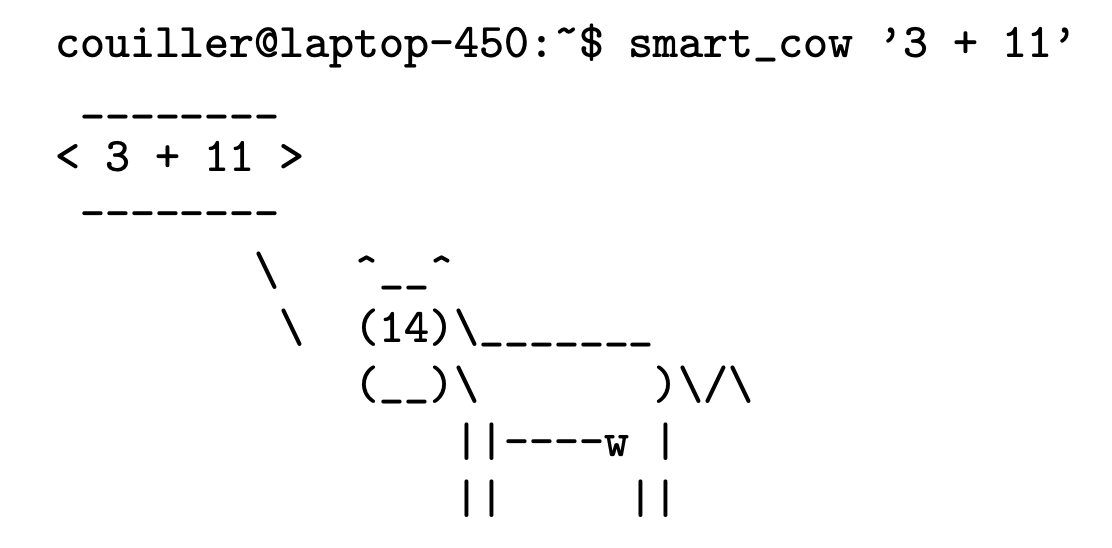 couiller@laptop-450:~$ smart_cow '3 + 11'
 --------
< 3 + 11 >
 --------
        \   ^__^
         \  (14)\_______
            (__)\       )\/\
                ||----w |
                ||     ||